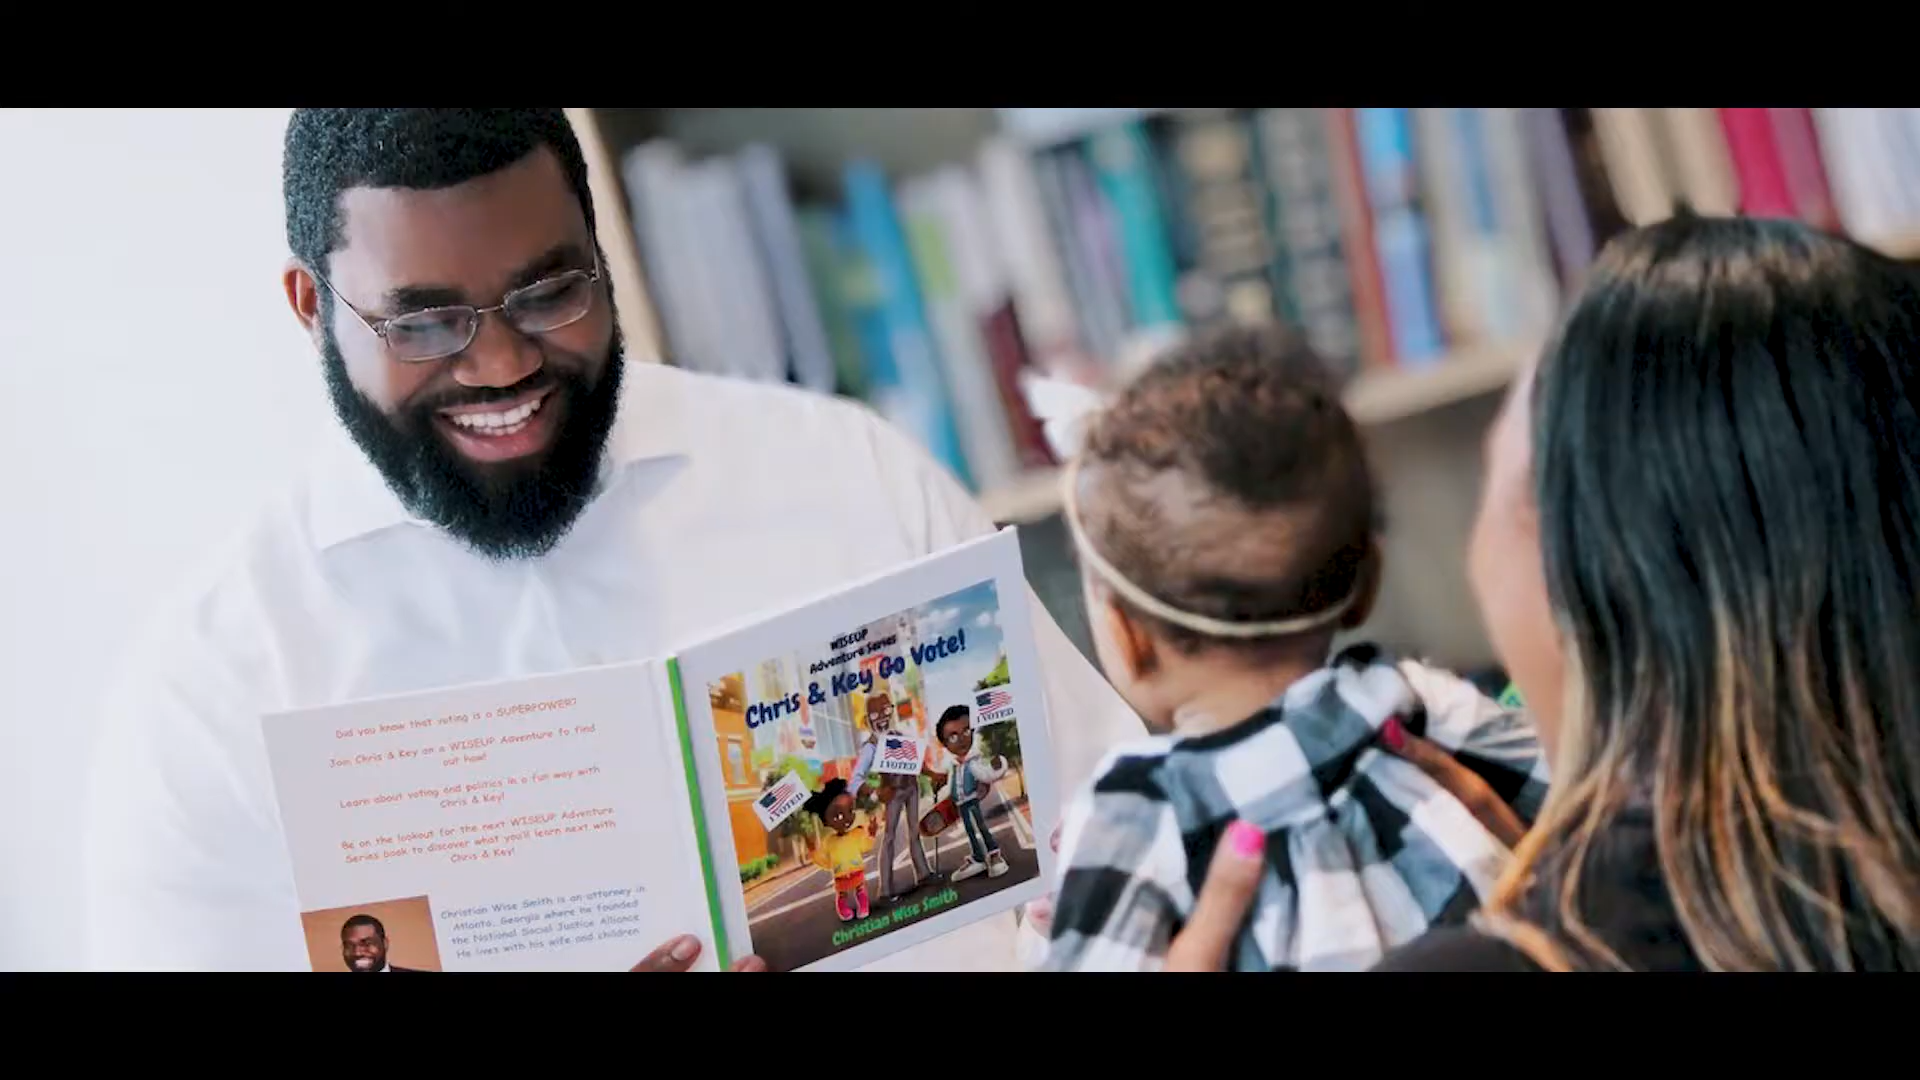 Did you know that voting is a SUPERPOWER?
Join Chris & Key on a WISEUP Adventure to find
out how!
Learn about voting and politics in a fun way with
Chris & Key!
Be on the lookout for the next WISEUP Adventure
Series book to discover what you'll learn next with
Chris & Key!
Christian Wise Smith is an attorney in
Atlanta, Georgia where he founded
the National Social Justice Alliance
He lives with his wife and children
WISEUP
Adventure Series
Chris & Key Go Vote!
I VOTED
I VOTED
I VOTED
Christian Wise Smith